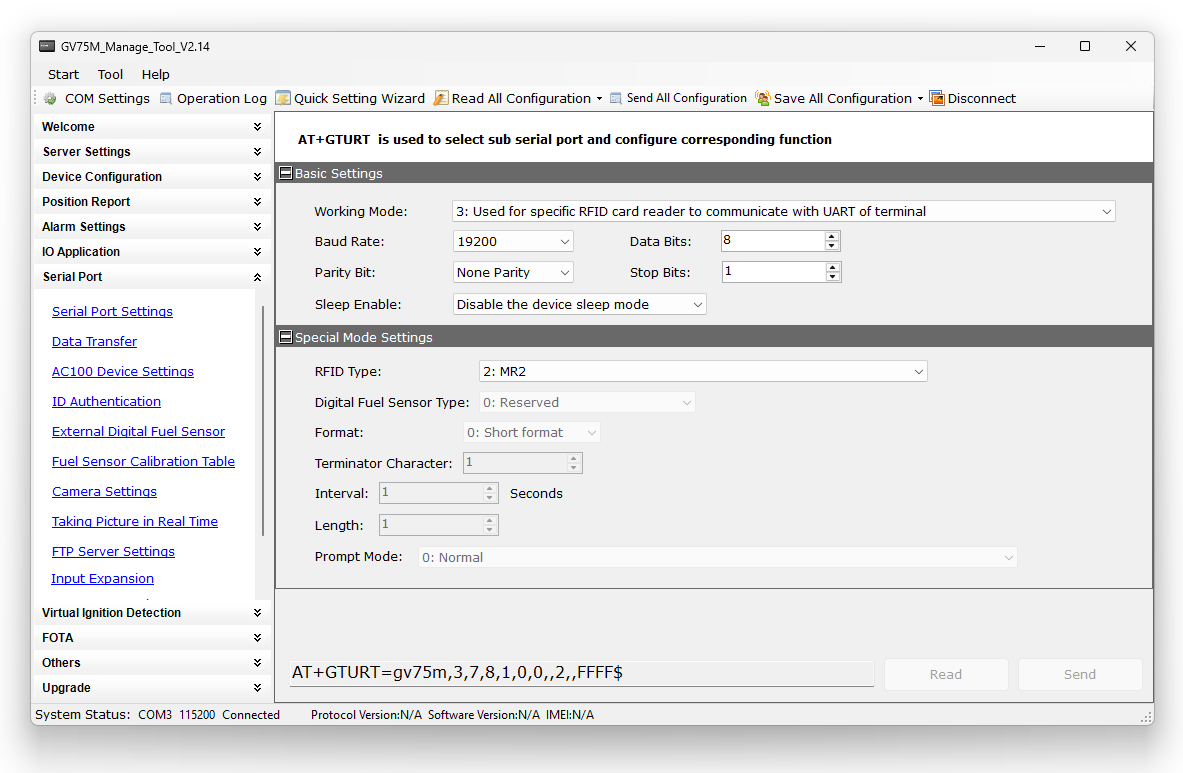 GV75M_Manage_Tool_V2.14
Start Tool Help
COM Settings Operation Log Quick Setting Wizard Read All Configuration Send All Configuration Save All Configuration Disconnect
Welcome
Server Settings
Device Configuration
Position Report
Alarm Settings
IO Application
Serial Port
Serial Port Settings
Data Transfer
AC100 Device Settings
ID Authentication
External Digital Fuel Sensor
Fuel Sensor Calibration Table
Camera Settings
Taking Picture in Real Time
FTP Server Settings
Input Expansion
Virtual Ignition Detection
FOTA
Others
Upgrade
AT+GTURT is used to select sub serial port and configure corresponding function
Basic Settings
Working Mode: 3: Used for specific RFID card reader to communicate with UART of terminal
Baud Rate: 19200 Data Bits: 8
Parity Bit: None Parity Stop Bits: 1
Sleep Enable: Disable the device sleep mode
Special Mode Settings
RFID Type: 2: MR2
Digital Fuel Sensor Type: 0: Reserved
Format: 0: Short format
Terminator Character: 1
Interval: 1 Seconds
Length: 1
Prompt Mode: 0: Normal
AT+GTURT=gv75m,3,7,8,1,0,0,,2,,FFFF$ Read Send
System Status: COM3 115200 Connected Protocol Version:N/A Software Version:N/A IMEI:N/A